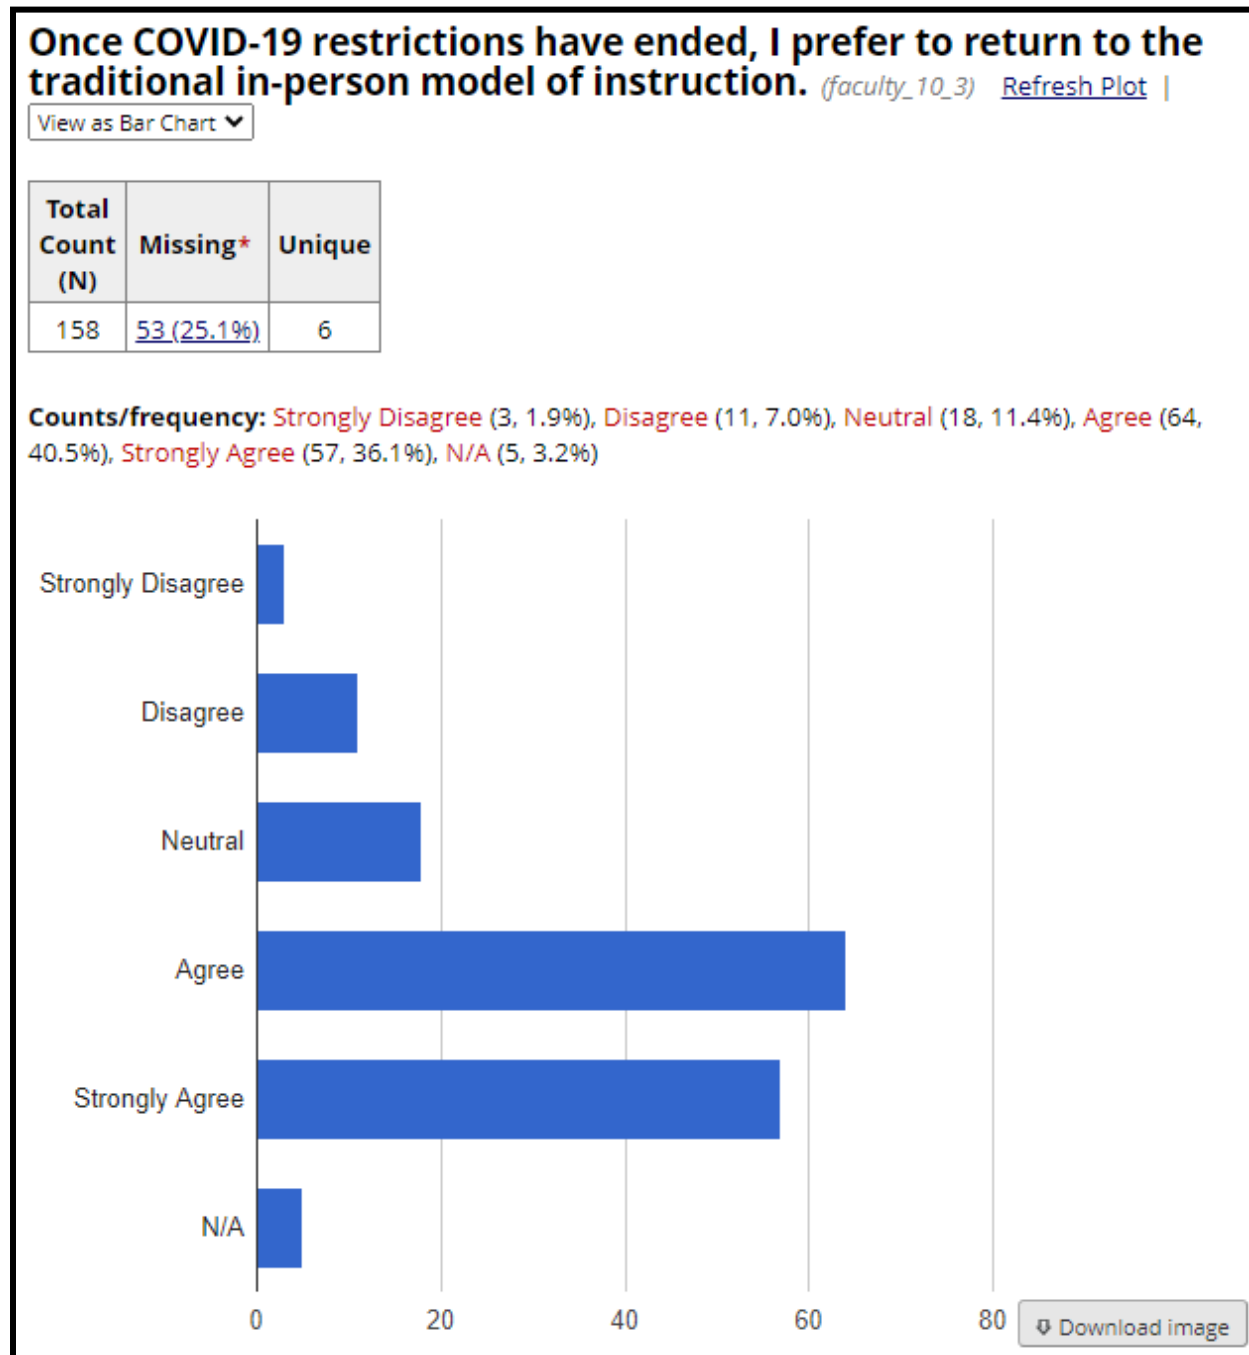 Once COVID-19 restrictions have ended, I prefer to return to the
traditional in-person model of instruction. (faculty_10_3) Refresh Plot |
View as Bar Chart
Total Count (N) Missing* Unique
158 53 (25.1%) 6
Counts/frequency: Strongly Disagree (3, 1.9%), Disagree (11, 7.0%), Neutral (18, 11.4%), Agree (64,
40.5%), Strongly Agree (57, 36.1%), N/A (5, 3.2%)
Strongly Disagree
Disagree
Neutral
Agree
Strongly Agree
N/A
0 20 40 60 80
Download image